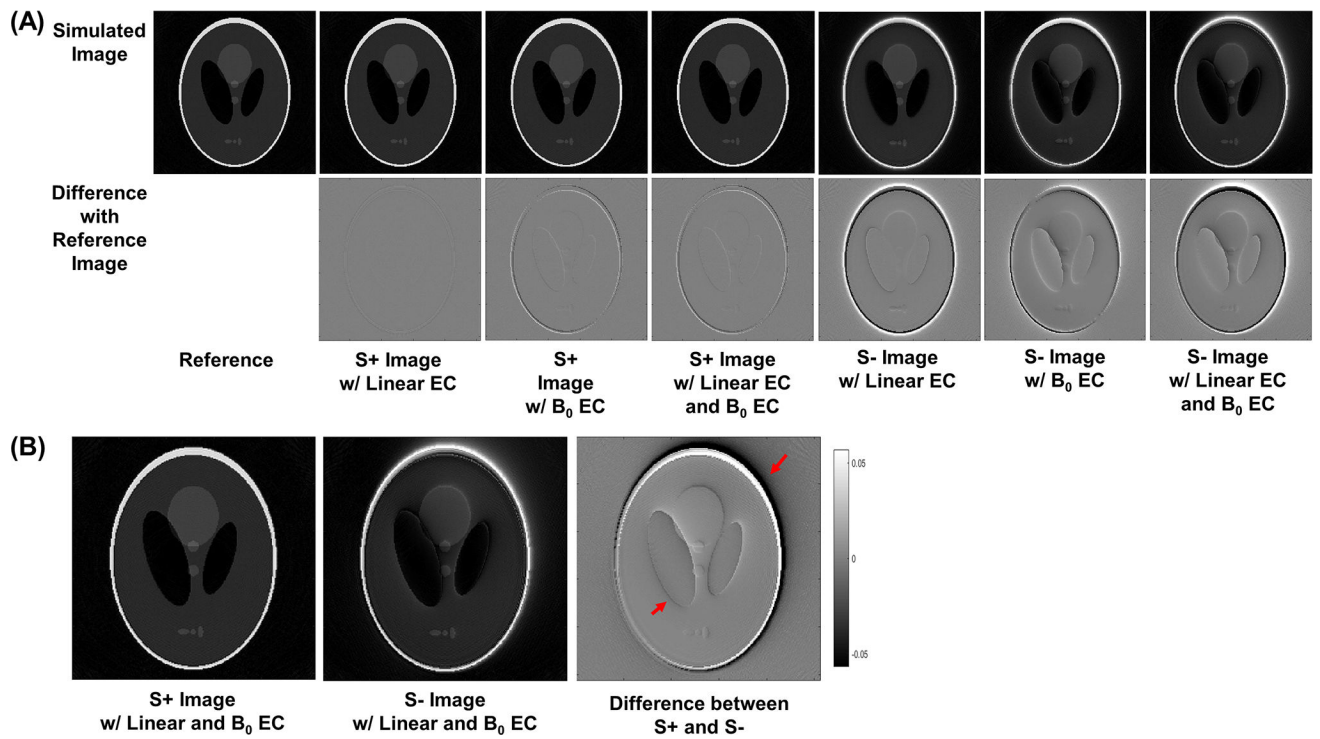 (A)
Simulated
Image
Difference
with
Reference
Image
Reference
S+ Image
w/ Linear EC
S+
Image
w/ B₀ EC
S+ Image
w/ Linear EC
and B₀ EC
S- Image
w/ Linear EC
S- Image
w/ B₀ EC
S- Image
w/ Linear EC
and B₀ EC
(B)
0.05
0
-0.05
S+ Image
w/ Linear and B₀ EC
S- Image
w/ Linear and B₀ EC
Difference between
S+ and S-